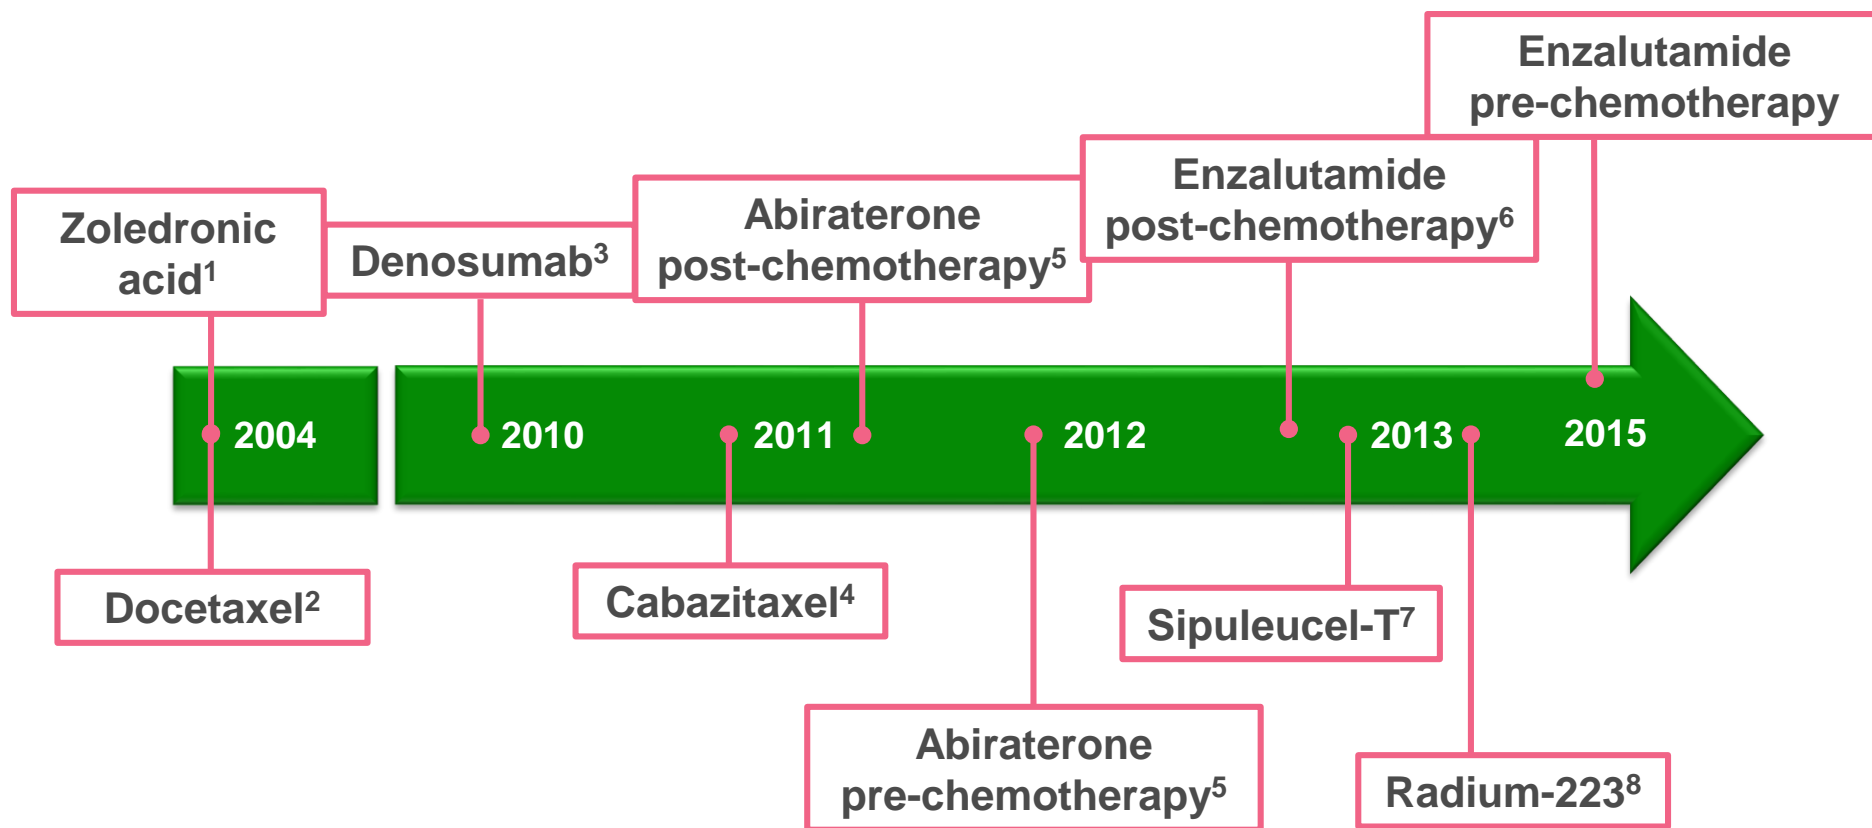 Enzalutamide
pre-chemotherapy
Enzalutamide
post-chemotherapy⁶
Abiraterone
post-chemotherapy⁵
Zoledronic
acid¹
Denosumab³
2004
2010
2011
2012
2013
2015
Docetaxel²
Cabazitaxel⁴
Sipuleucel-T⁷
Abiraterone
pre-chemotherapy⁵
Radium-223⁸